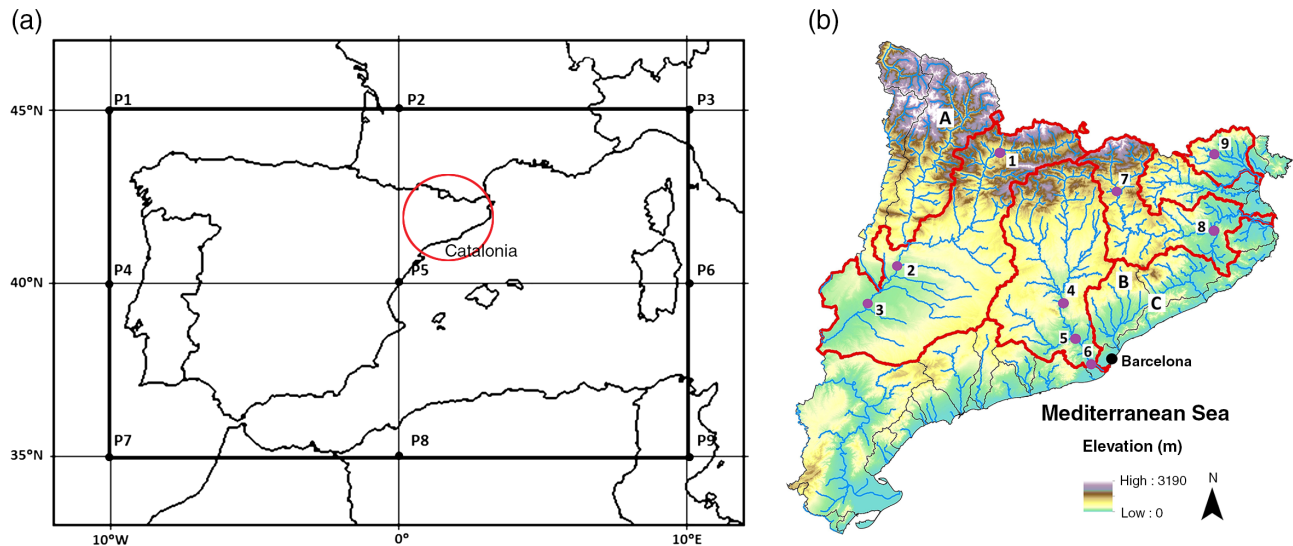 (a)
P1
P2
P3
45°N
Catalonia
P4
P5
P6
40°N
P7
P8
P9
35°N
10°W
0°
10°E
(b)
A
1
9
7
8
2
B
4
C
3
5
6
Barcelona
Mediterranean Sea
Elevation (m)
High : 3190
Low : 0
N